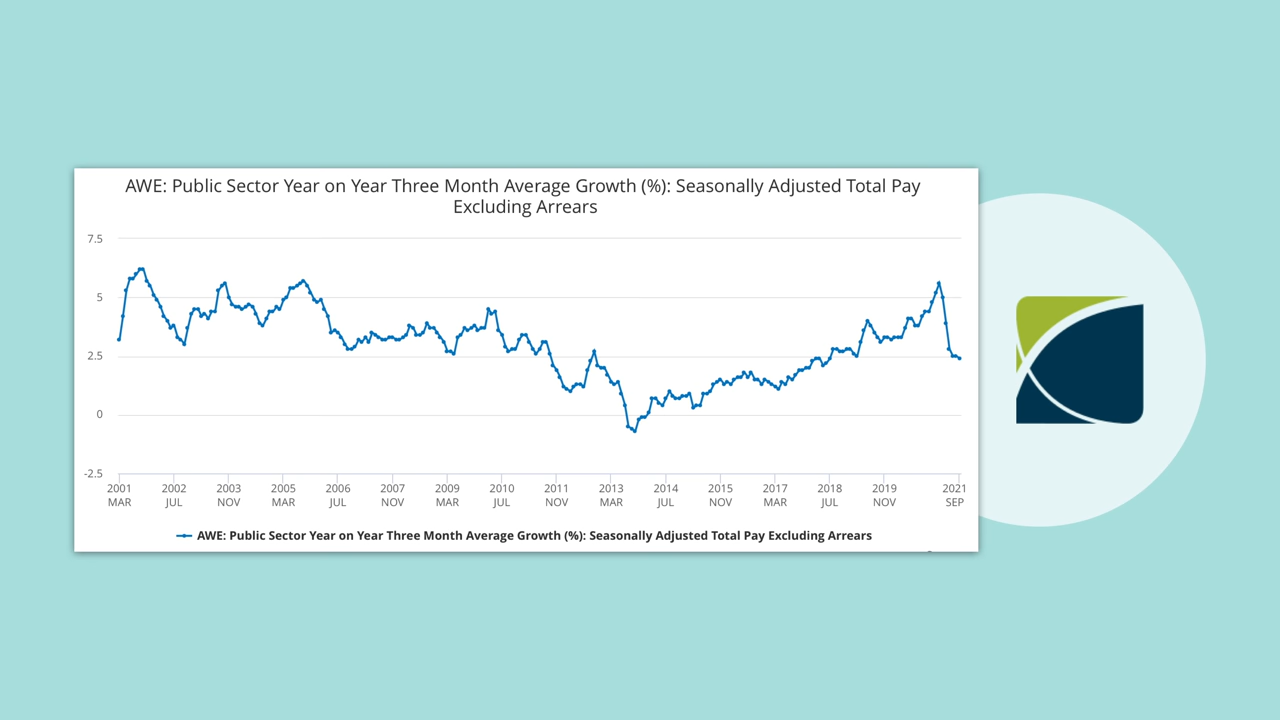 AWE: Public Sector Year on Year Three Month Average Growth (%): Seasonally Adjusted Total Pay
Excluding Arrears
7.5
5
2.5
0
-2.5
2001 2002 2003 2005 2006 2007 2009 2010 2011 2013 2014 2015 2017 2018 2019 2021
MAR JUL NOV MAR JUL NOV MAR JUL NOV MAR JUL NOV MAR JUL NOV SEP
AWE: Public Sector Year on Year Three Month Average Growth (%): Seasonally Adjusted Total Pay Excluding Arrears